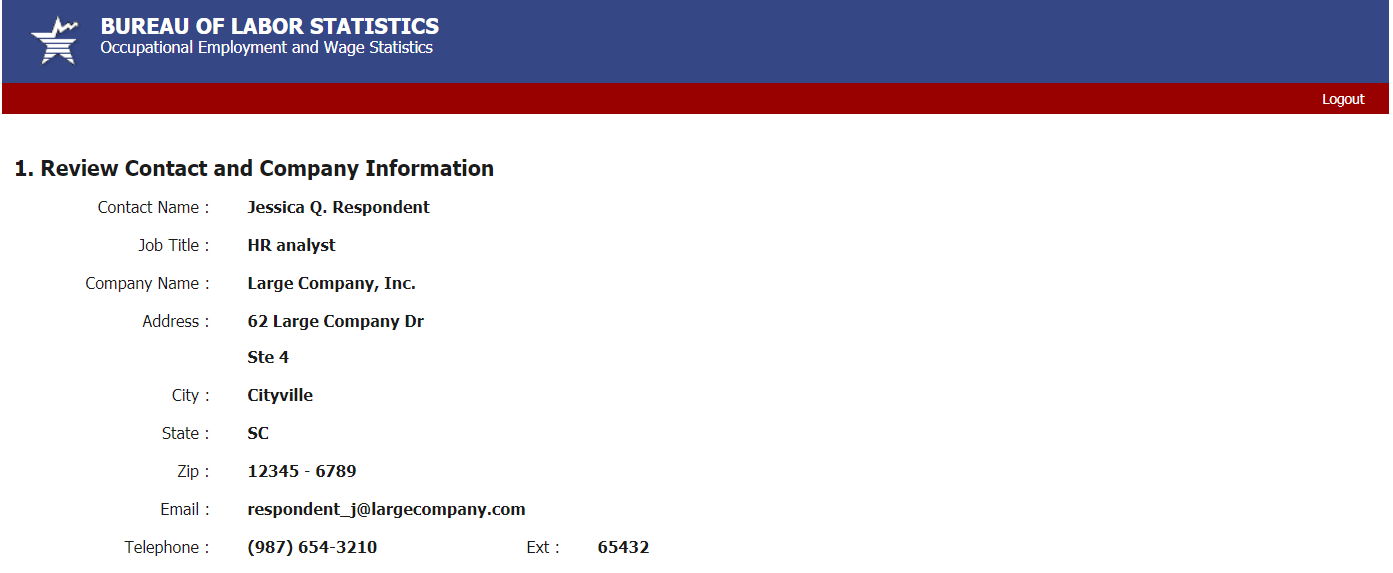 BUREAU OF LABOR STATISTICS
Occupational Employment and Wage Statistics
Logout
1. Review Contact and Company Information
Contact Name : Jessica Q. Respondent
Job Title : HR analyst
Company Name : Large Company, Inc.
Address : 62 Large Company Dr
Ste 4
City : Cityville
State : SC
Zip : 12345 - 6789
Email : respondent_j@largecompany.com
Telephone : (987) 654-3210 Ext : 65432